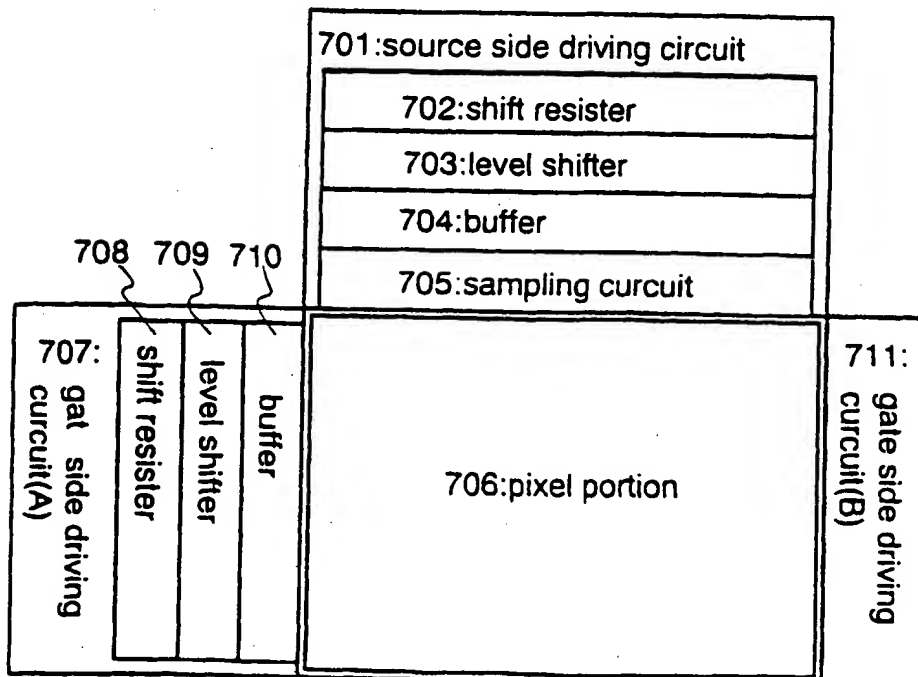 701:source side driving circuit
702:shift resister
703:level shifter
704:buffer
705:sampling curcuit
708 709 710
707:
gat side driving
curcuit(A)
shift resister
level shifter
buffer
706:pixel portion
711:
gate side driving
curcuit(B)